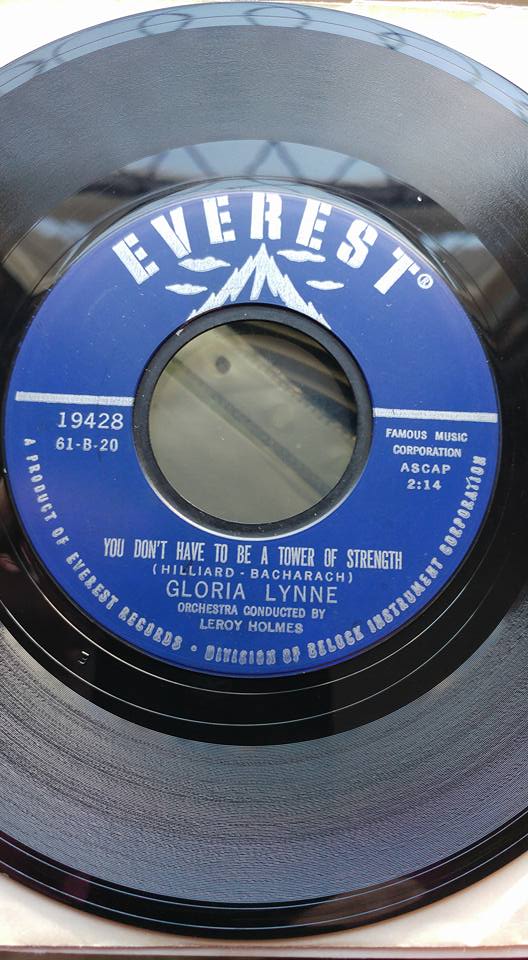 EVEREST®
19428
61-B-20
FAMOUS MUSIC
CORPORATION
ASCAP
2:14
YOU DON'T HAVE TO BE A TOWER OF STRENGTH
(HILLIARD - BACHARACH)
GLORIA LYNNE
ORCHESTRA CONDUCTED BY
LEROY HOLMES
A PRODUCT OF EVEREST RECORDS • DIVISION OF BELOCK INSTRUMENT CORPORATION